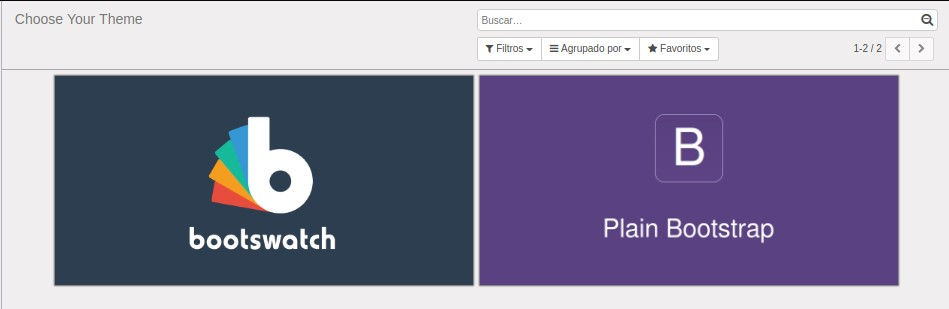 Choose Your Theme
Buscar...
Filtros
Agrupado por
Favoritos
1-2 / 2
bootswatch
B
Plain Bootstrap